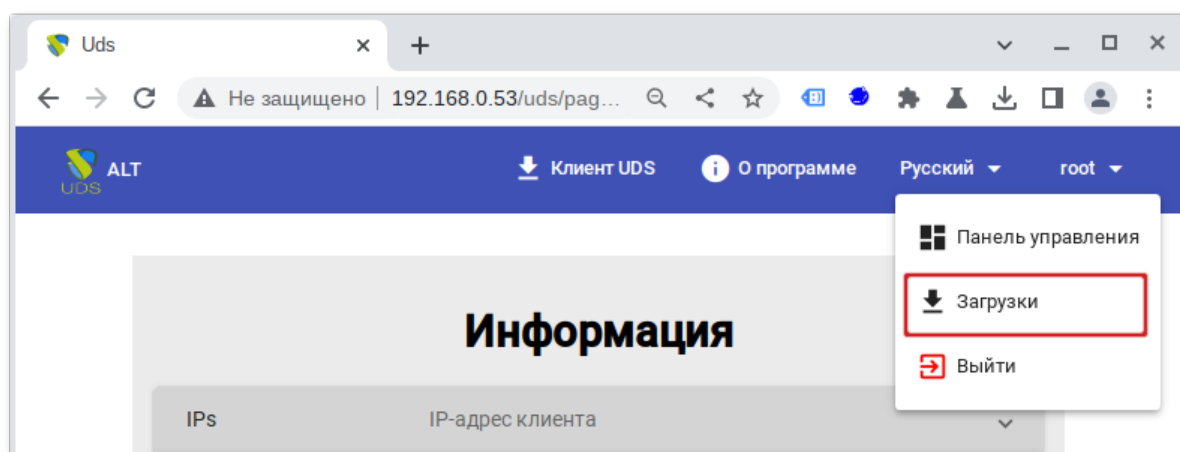 Uds
Не защищено 192.168.0.53/uds/pag...
UDS ALT Клиент UDS О программе Русский root
Панель управления
Загрузки
Выйти
Информация
IPs IP-адрес клиента